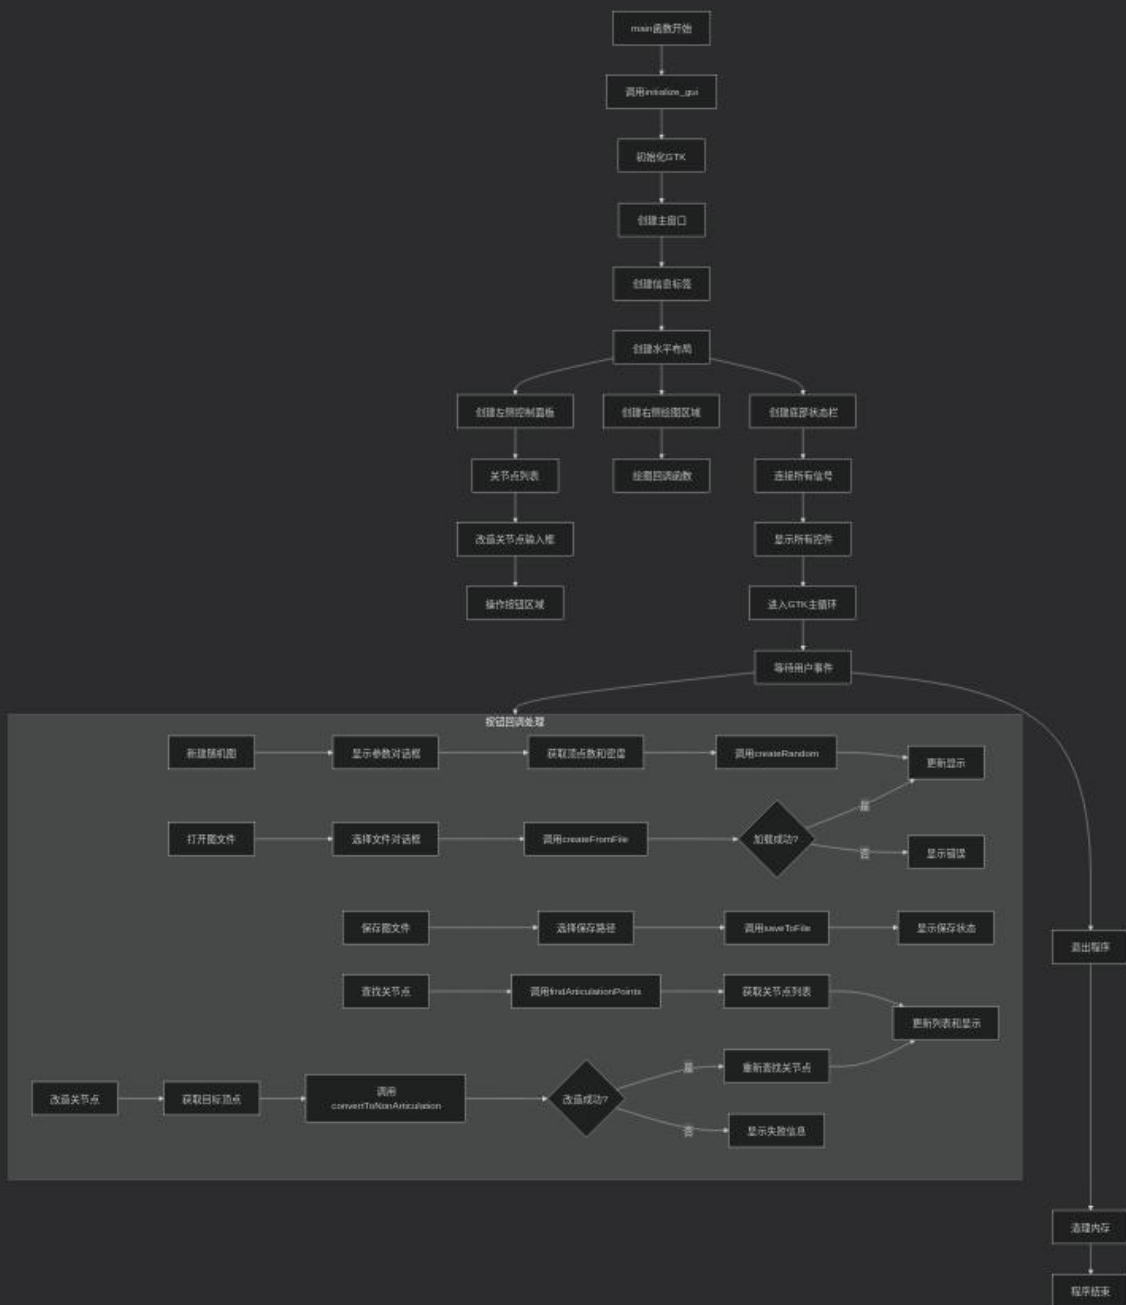 main函数开始
调用initialize_gui
初始化GTK
创建主窗口
创建信息标签
创建水平布局
创建左侧控制面板
创建右侧绘图区域
创建底部状态栏
关节点列表
绘图回调函数
连接所有信号
改造关节点输入框
显示所有控件
操作按钮区域
进入GTK主循环
等待用户事件
按钮回调处理
新建随机图
显示参数对话框
获取顶点数和密度
调用createRandom
更新显示
是
打开图文件
选择文件对话框
调用createFromFile
加载成功?
否
显示错误
保存图文件
选择保存路径
调用saveToFile
显示保存状态
退出程序
查找关节点
调用findArticulationPoints
获取关节点列表
更新列表和显示
是
重新查找关节点
改造关节点
获取目标顶点
调用
convertToNonArticulation
改造成功?
否
显示失败信息
清理内存
程序结束